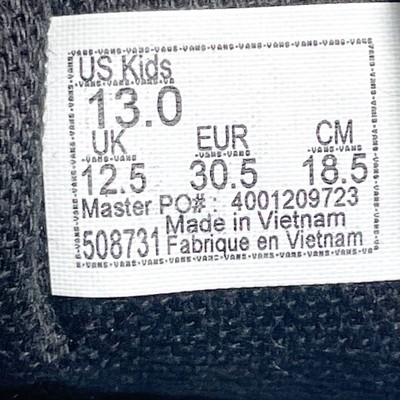 US Kids
13.0
UK EUR CM
12.5 30.5 18.5
Master PO# : 4001209723
Made in Vietnam
508731 Fabrique en Vietnam